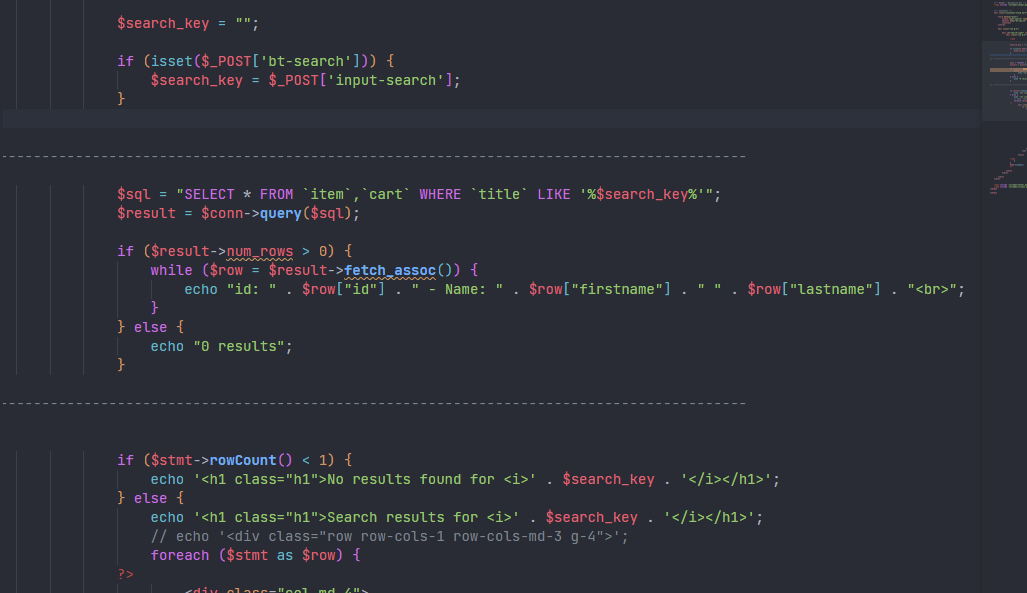 $search_key = "";
if (isset($_POST['bt-search'])) {
$search_key = $_POST['input-search'];
}
-----------------------------------------------------------------------------------------
$sql = "SELECT * FROM `item`,`cart` WHERE `title` LIKE '%$search_key%'";
$result = $conn->query($sql);
if ($result->num_rows > 0) {
while ($row = $result->fetch_assoc()) {
echo "id: " . $row["id"] . " - Name: " . $row["firstname"] . " " . $row["lastname"] . "<br>";
}
} else {
echo "0 results";
}
-----------------------------------------------------------------------------------------
if ($stmt->rowCount() < 1) {
echo '<h1 class="h1">No results found for <i>' . $search_key . '</i></h1>';
} else {
echo '<h1 class="h1">Search results for <i>' . $search_key . '</i></h1>';
// echo '<div class="row row-cols-1 row-cols-md-3 g-4">';
foreach ($stmt as $row) {
?>
<div class="col-md-4">